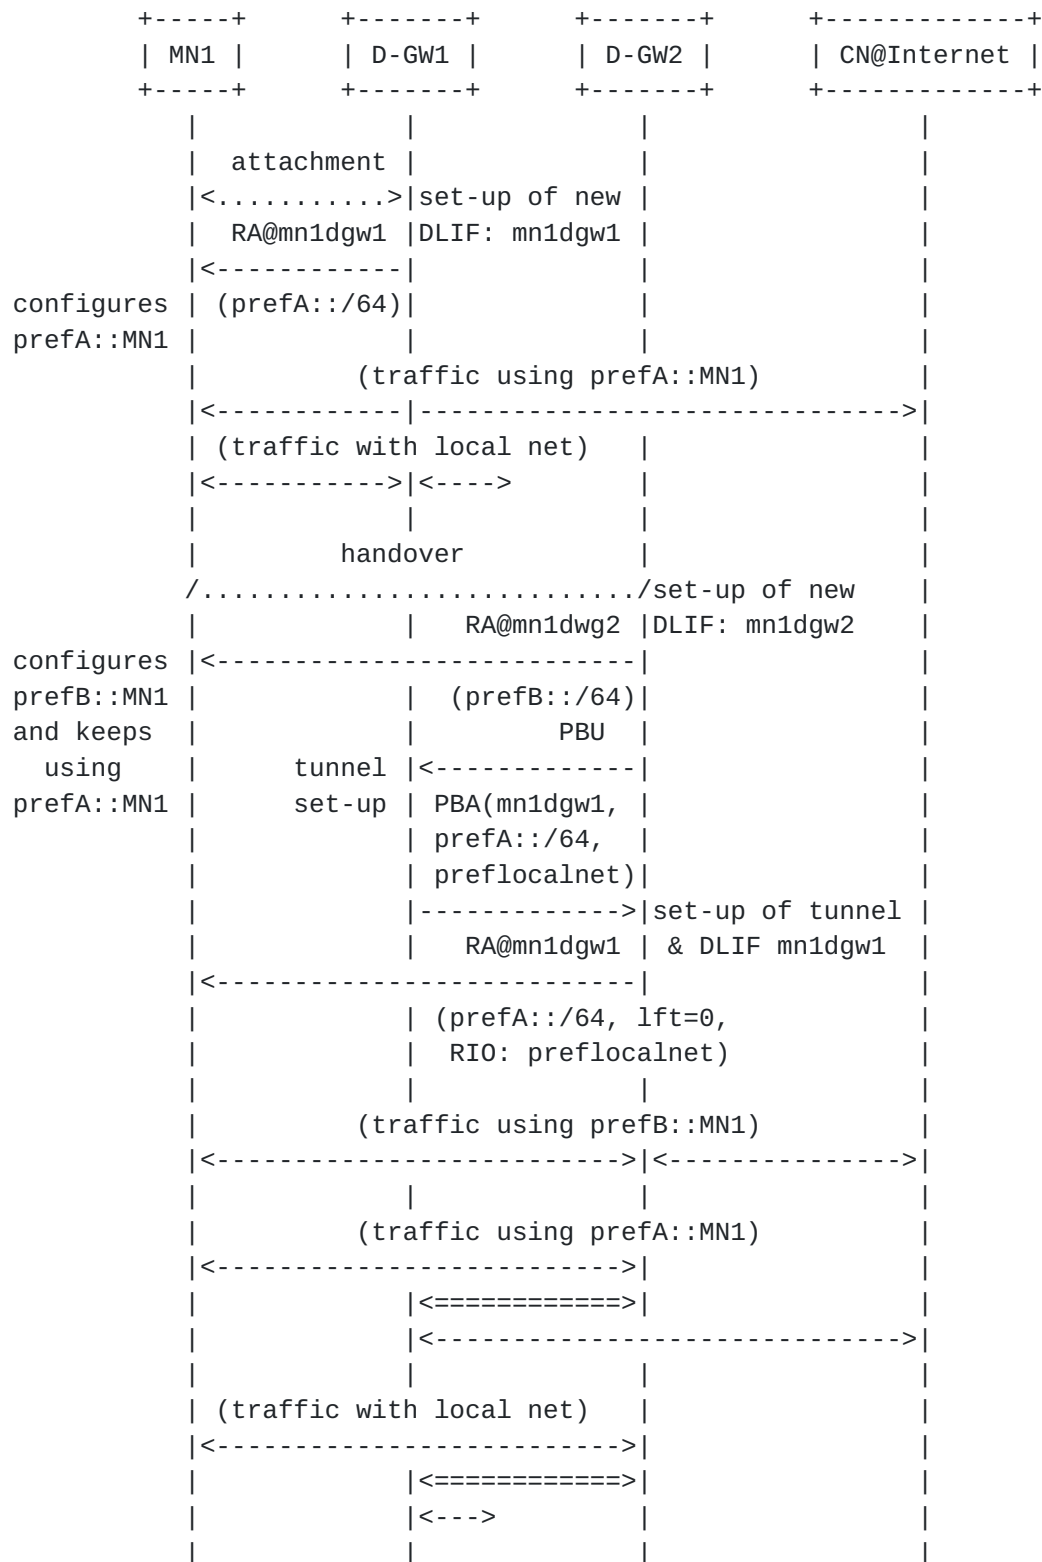 +-----+      +-------+      +-------+      +-------------+
| MN1 |      | D-GW1 |      | D-GW2 |      | CN@Internet |
+-----+      +-------+      +-------+      +-------------+
|             |              |                 |
|  attachment |              |                 |
|<...........>|set-up of new |                 |
|  RA@mn1dgw1 |DLIF: mn1dgw1 |                 |
|<------------|              |                 |
configures | (prefA::/64)|              |                 |
prefA::MN1 |             |              |                 |
|          (traffic using prefA::MN1)          |
|<------------|------------------------------->|
| (traffic with local net)   |                 |
|<----------->|<---->        |                 |
|             |              |                 |
|         handover           |                 |
/............................/set-up of new    |
|             |   RA@mn1dwg2 |DLIF: mn1dgw2    |
configures |<---------------------------|                 |
prefB::MN1 |             |  (prefB::/64)|                 |
and keeps  |             |         PBU  |                 |
using    |      tunnel |<-------------|                 |
prefA::MN1 |      set-up | PBA(mn1dgw1, |                 |
|             | prefA::/64,  |                 |
|             | preflocalnet)|                 |
|             |------------->|set-up of tunnel |
|             |   RA@mn1dgw1 | & DLIF mn1dgw1  |
|<---------------------------|                 |
|             | (prefA::/64, lft=0,            |
|             |  RIO: preflocalnet)            |
|             |              |                 |
|          (traffic using prefB::MN1)          |
|<-------------------------->|<--------------->|
|             |              |                 |
|          (traffic using prefA::MN1)          |
|<-------------------------->|                 |
|             |<============>|                 |
|             |<------------------------------>|
|             |              |                 |
| (traffic with local net)   |                 |
|<-------------------------->|                 |
|             |<============>|                 |
|             |<--->         |                 |
|             |              |                 |